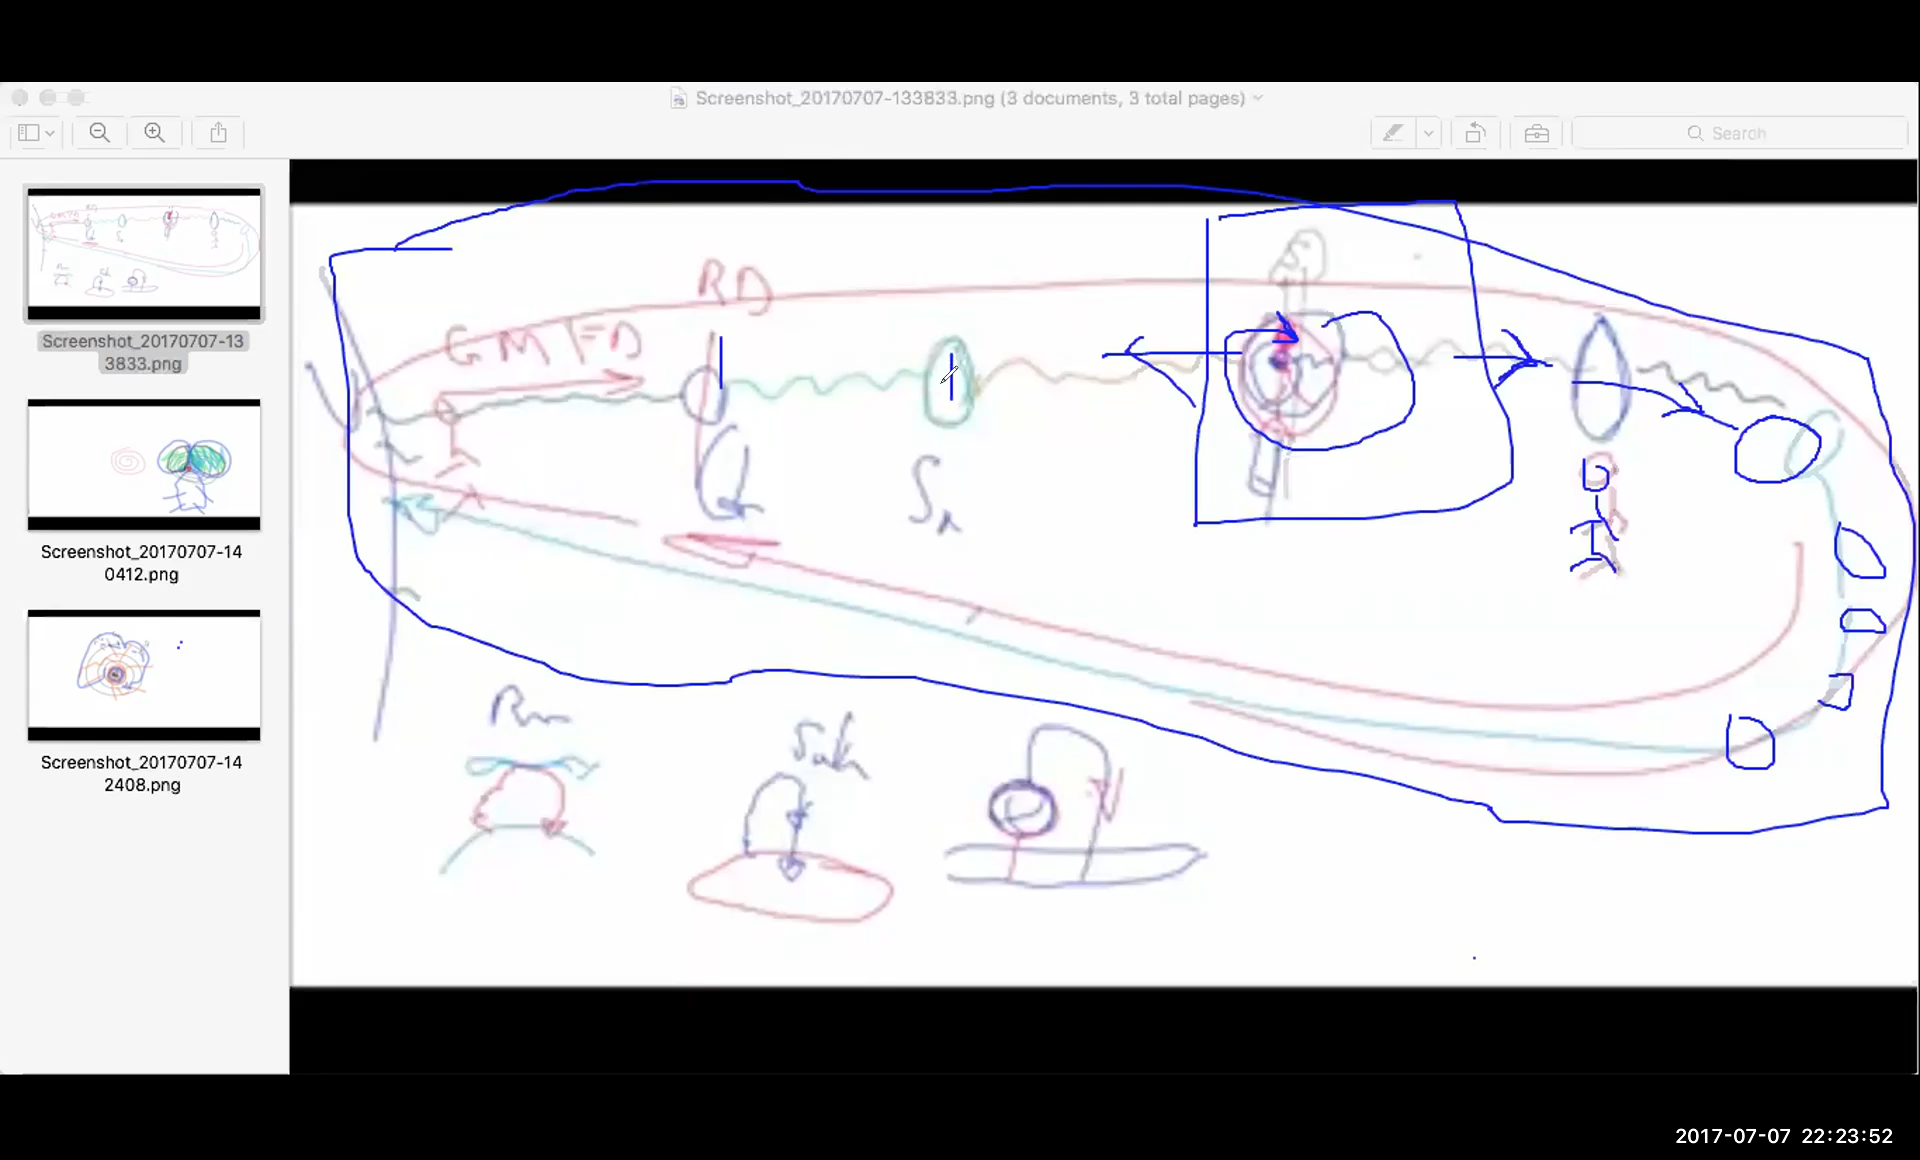 Screenshot_20170707-133833.png (3 documents, 3 total pages)
Search
Screenshot_20170707-13
3833.png
Screenshot_20170707-14
0412.png
Screenshot_20170707-14
2408.png
RD
GMFD
2017-07-07 22:23:52